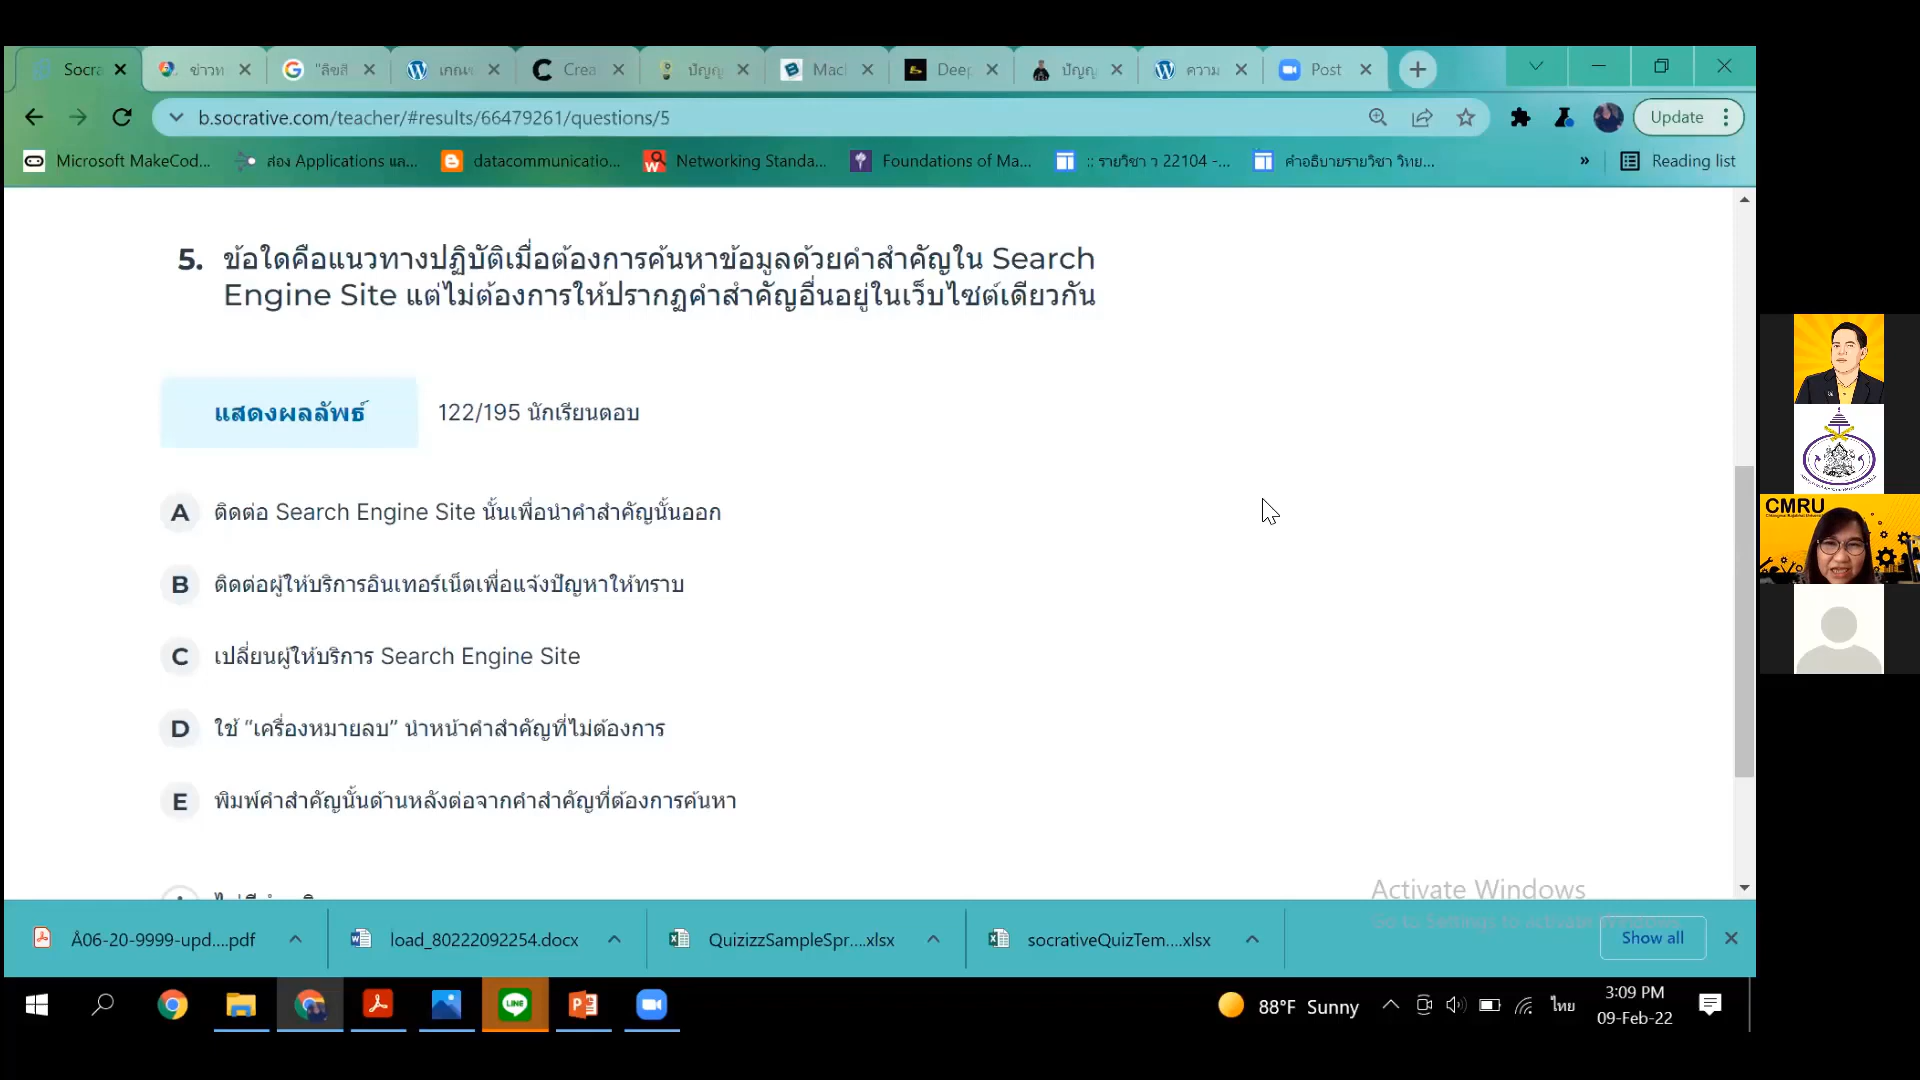 Socra
ข่าวท
"ลิขสิ
เกณฑ
Crea
ปัญญ
Macl
Deep
ปัญญ
ความ
Post
b.socrative.com/teacher/#results/66479261/questions/5
Update
Microsoft MakeCod...
ส่อง Applications แล...
datacommunicatio...
Networking Standa...
Foundations of Ma...
:: รายวิชา ว 22104 -...
คำอธิบายรายวิชา วิทย...
»
Reading list
5. ข้อใดคือแนวทางปฏิบัติเมื่อต้องการค้นหาข้อมูลด้วยคำสำคัญใน Search
Engine Site แต่ไม่ต้องการให้ปรากฏคำสำคัญอื่นอยู่ในเว็บไซต์เดียวกัน
แสดงผลลัพธ์
122/195 นักเรียนตอบ
A ติดต่อ Search Engine Site นั้นเพื่อนำคำสำคัญนั้นออก
B ติดต่อผู้ให้บริการอินเทอร์เน็ตเพื่อแจ้งปัญหาให้ทราบ
C เปลี่ยนผู้ให้บริการ Search Engine Site
D ใช้ “เครื่องหมายลบ” นำหน้าคำสำคัญที่ไม่ต้องการ
E พิมพ์คำสำคัญนั้นด้านหลังต่อจากคำสำคัญที่ต้องการค้นหา
CMRU
Activate Windows
Go to Settings to activate Windows.
Å06-20-9999-upd....pdf
load_80222092254.docx
QuizizzSampleSpr....xlsx
socrativeQuizTem....xlsx
Show all
LINE
88°F Sunny
ไทย
3:09 PM
09-Feb-22